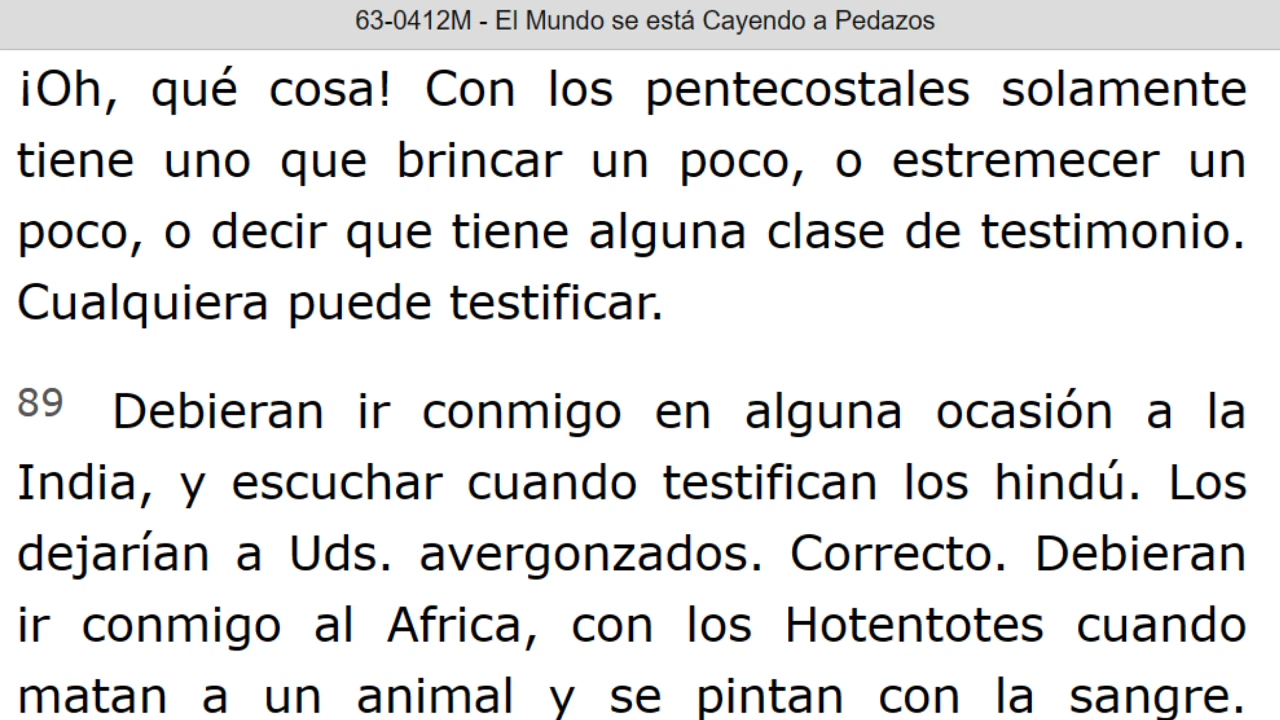 63-0412M - El Mundo se está Cayendo a Pedazos
¡Oh, qué cosa! Con los pentecostales solamente
tiene uno que brincar un poco, o estremecer un
poco, o decir que tiene alguna clase de testimonio.
Cualquiera puede testificar.
89 Debieran ir conmigo en alguna ocasión a la
India, y escuchar cuando testifican los hindú. Los
dejarían a Uds. avergonzados. Correcto. Debieran
ir conmigo al Africa, con los Hotentotes cuando
matan a un animal y se pintan con la sangre.